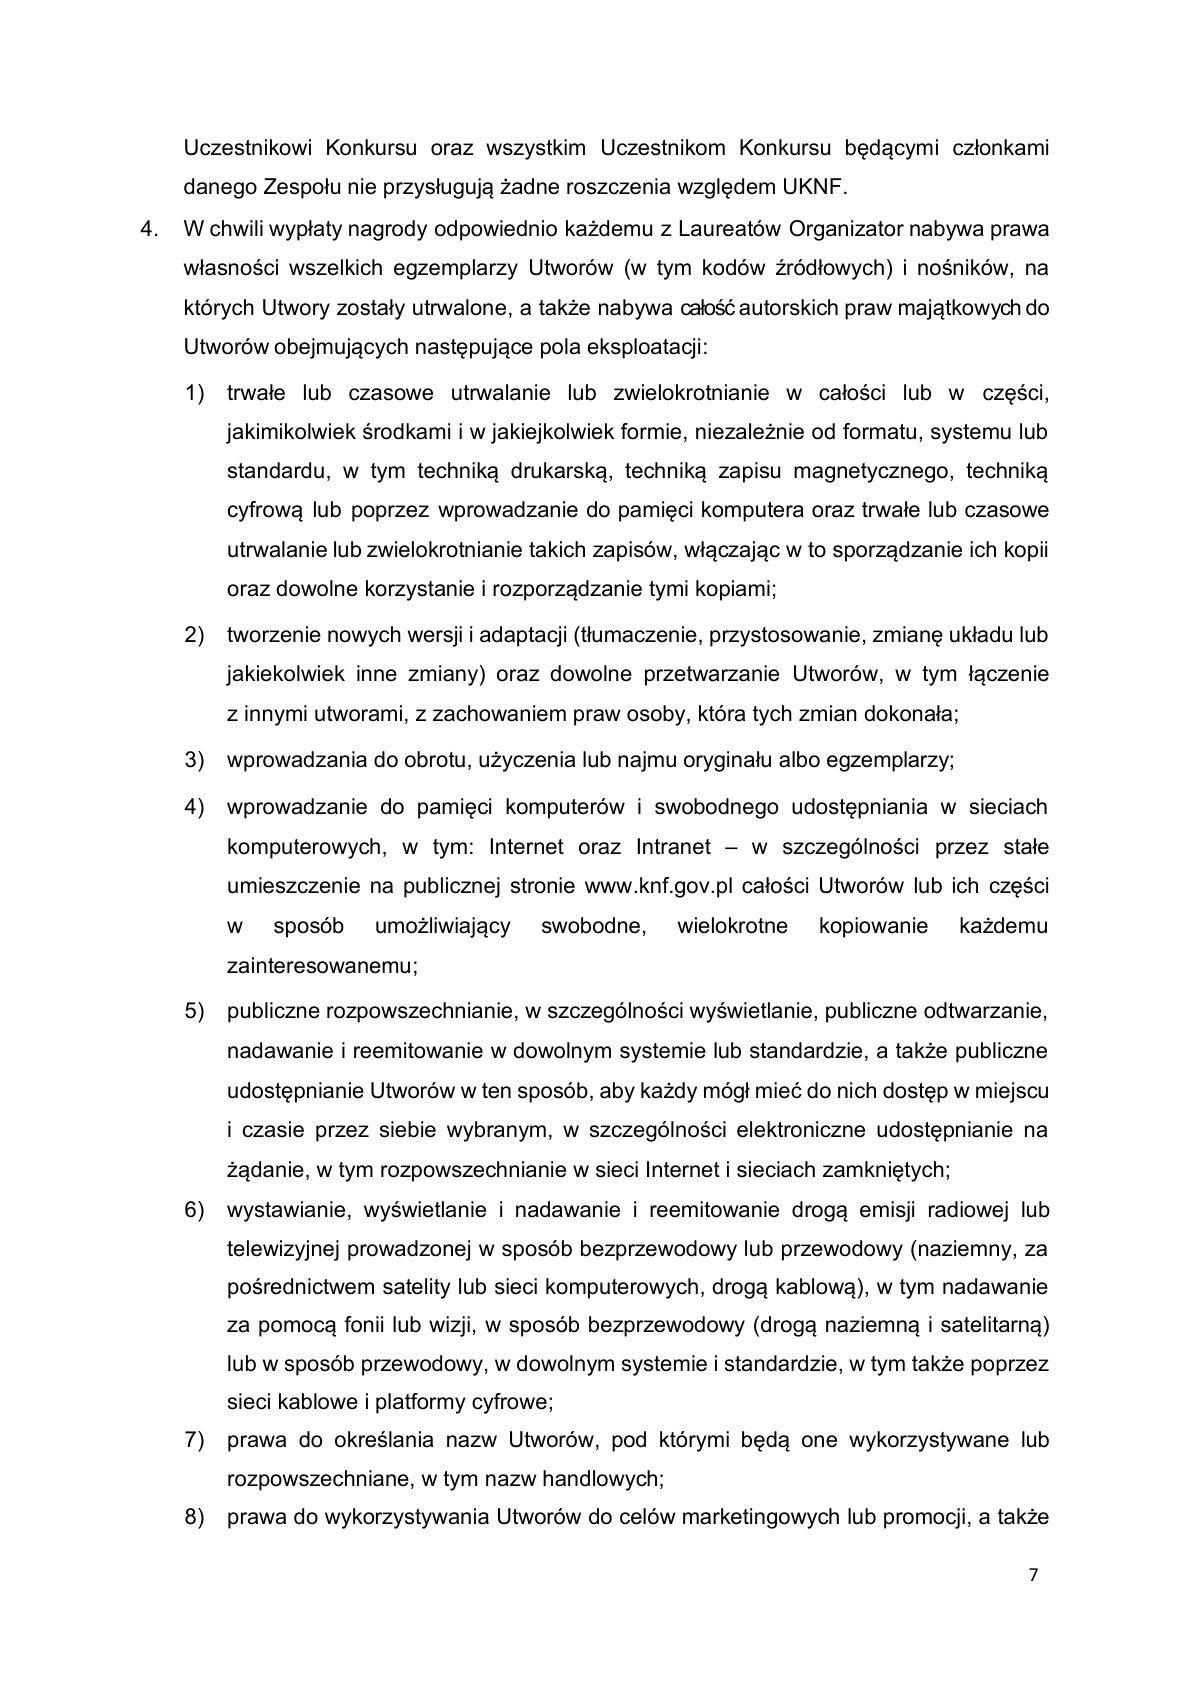 Uczestnikowi Konkursu oraz wszystkim Uczestnikom Konkursu będącymi członkami
danego Zespołu nie przysługują żadne roszczenia względem UKNF.
4. W chwili wypłaty nagrody odpowiednio każdemu z Laureatów Organizator nabywa prawa
własności wszelkich egzemplarzy Utworów (w tym kodów źródłowych) i nośników, na
których Utwory zostały utrwalone, a także nabywa całość autorskich praw majątkowych do
Utworów obejmujących następujące pola eksploatacji:
1) trwałe lub czasowe utrwalanie lub zwielokrotnianie w całości lub w części,
jakimikolwiek środkami i w jakiejkolwiek formie, niezależnie od formatu, systemu lub
standardu, w tym techniką drukarską, techniką zapisu magnetycznego, techniką
cyfrową lub poprzez wprowadzanie do pamięci komputera oraz trwałe lub czasowe
utrwalanie lub zwielokrotnianie takich zapisów, włączając w to sporządzanie ich kopii
oraz dowolne korzystanie i rozporządzanie tymi kopiami;
2) tworzenie nowych wersji i adaptacji (tłumaczenie, przystosowanie, zmianę układu lub
jakiekolwiek inne zmiany) oraz dowolne przetwarzanie Utworów, w tym łączenie
z innymi utworami, z zachowaniem praw osoby, która tych zmian dokonała;
3) wprowadzania do obrotu, użyczenia lub najmu oryginału albo egzemplarzy;
4) wprowadzanie do pamięci komputerów i swobodnego udostępniania w sieciach
komputerowych, w tym: Internet oraz Intranet – w szczególności przez stałe
umieszczenie na publicznej stronie www.knf.gov.pl całości Utworów lub ich części
w sposób umożliwiający swobodne, wielokrotne kopiowanie każdemu
zainteresowanemu;
5) publiczne rozpowszechnianie, w szczególności wyświetlanie, publiczne odtwarzanie,
nadawanie i reemitowanie w dowolnym systemie lub standardzie, a także publiczne
udostępnianie Utworów w ten sposób, aby każdy mógł mieć do nich dostęp w miejscu
i czasie przez siebie wybranym, w szczególności elektroniczne udostępnianie na
żądanie, w tym rozpowszechnianie w sieci Internet i sieciach zamkniętych;
6) wystawianie, wyświetlanie i nadawanie i reemitowanie drogą emisji radiowej lub
telewizyjnej prowadzonej w sposób bezprzewodowy lub przewodowy (naziemny, za
pośrednictwem satelity lub sieci komputerowych, drogą kablową), w tym nadawanie
za pomocą fonii lub wizji, w sposób bezprzewodowy (drogą naziemną i satelitarną)
lub w sposób przewodowy, w dowolnym systemie i standardzie, w tym także poprzez
sieci kablowe i platformy cyfrowe;
7) prawa do określania nazw Utworów, pod którymi będą one wykorzystywane lub
rozpowszechniane, w tym nazw handlowych;
8) prawa do wykorzystywania Utworów do celów marketingowych lub promocji, a także
7